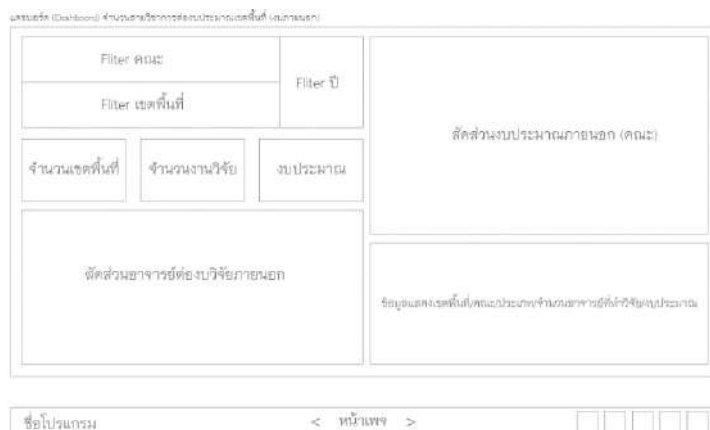 แดชบอร์ด (Dashboard) จำนวนสายวิชาการต่องบประมาณเขตพื้นที่ (งบภายนอก)
Fliter คณะ
Fliter ปี
Fliter เขตพื้นที่
สัดส่วนงบประมาณภายนอก (คณะ)
จำนวนเขตพื้นที่
จำนวนงานวิจัย
งบประมาณ
สัดส่วนอาจารย์ต่องบวิจัยภายนอก
ข้อมูลแสดงเขตพื้นที่/คณะ/ประเภท/จำนวนอาจารย์ที่ทำวิจัย/งบประมาณ
ชื่อโปรแกรม
< หน้าเพจ >